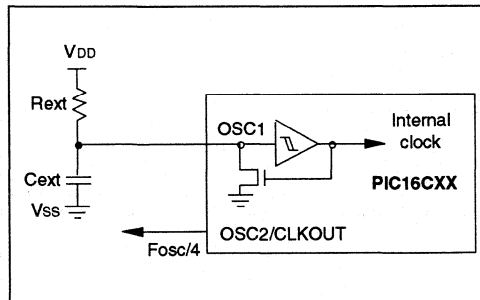 VDD
Rext
Cext
VSS
OSC1
Internal
clock
PIC16CXX
OSC2/CLKOUT
Fosc/4